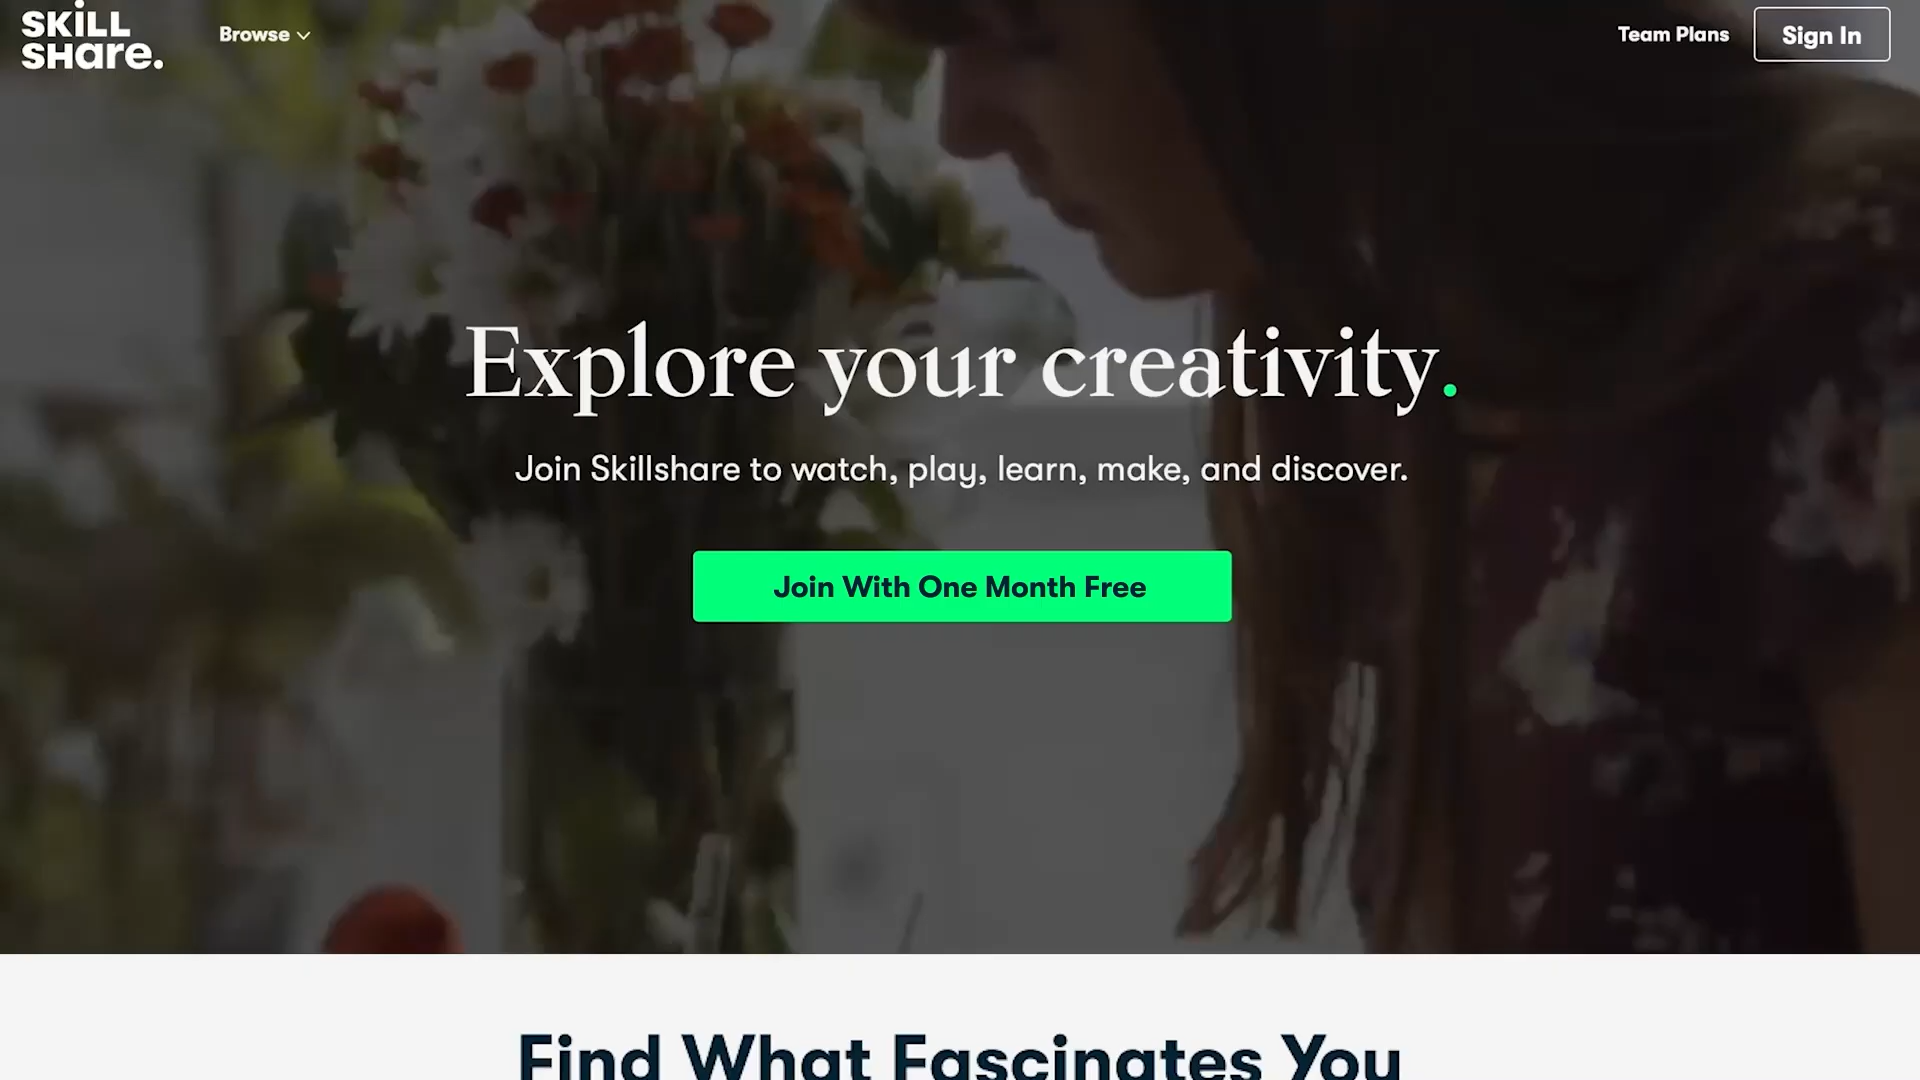 SKILL
SHARE.
Browse
Team Plans
Sign In
Explore your creativity.
Join Skillshare to watch, play, learn, make, and discover.
Join With One Month Free
Find What Fascinates You